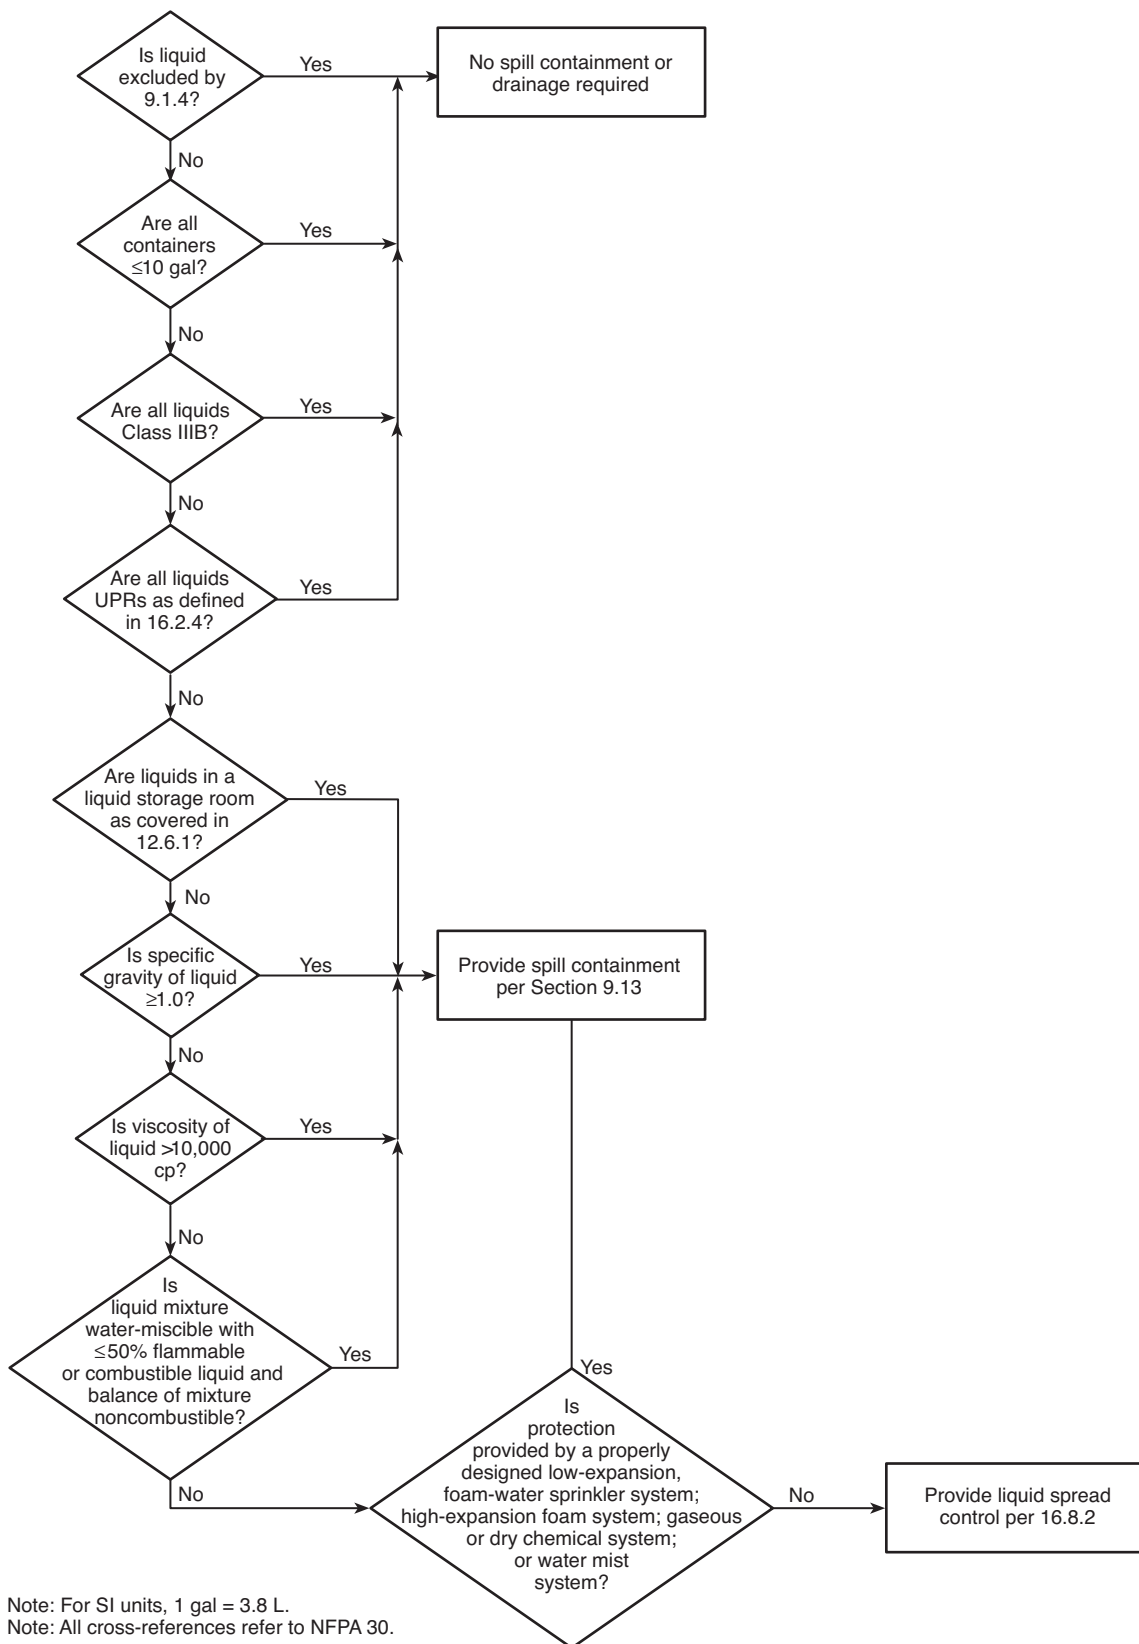 Is liquid
excluded by
9.1.4?
Yes
No spill containment or
drainage required
No
Are all
containers
≤10 gal?
Yes
No
Are all liquids
Class IIIB?
Yes
No
Are all liquids
UPRs as defined
in 16.2.4?
Yes
No
Are liquids in a
liquid storage room
as covered in
12.6.1?
Yes
No
Is specific
gravity of liquid
≥1.0?
Yes
Provide spill containment
per Section 9.13
No
Is viscosity of
liquid >10,000
cp?
Yes
No
Is
liquid mixture
water-miscible with
≤50% flammable
or combustible liquid and
balance of mixture
noncombustible?
Yes
No
Yes
Is
protection
provided by a properly
designed low-expansion,
foam-water sprinkler system;
high-expansion foam system; gaseous
or dry chemical system;
or water mist
system?
No
Provide liquid spread
control per 16.8.2
Note: For SI units, 1 gal = 3.8 L.
Note: All cross-references refer to NFPA 30.